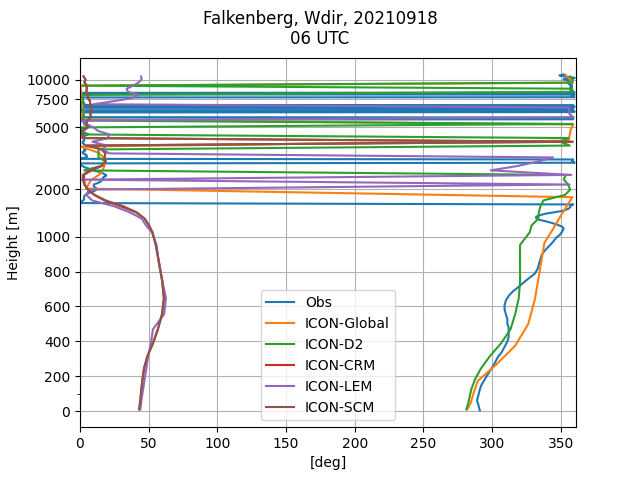 Falkenberg, Wdir, 20210918
06 UTC
Height [m]
10000
7500
5000
2000
1000
800
600
400
200
0
Obs
ICON-Global
ICON-D2
ICON-CRM
ICON-LEM
ICON-SCM
0 50 100 150 200 250 300 350
[deg]